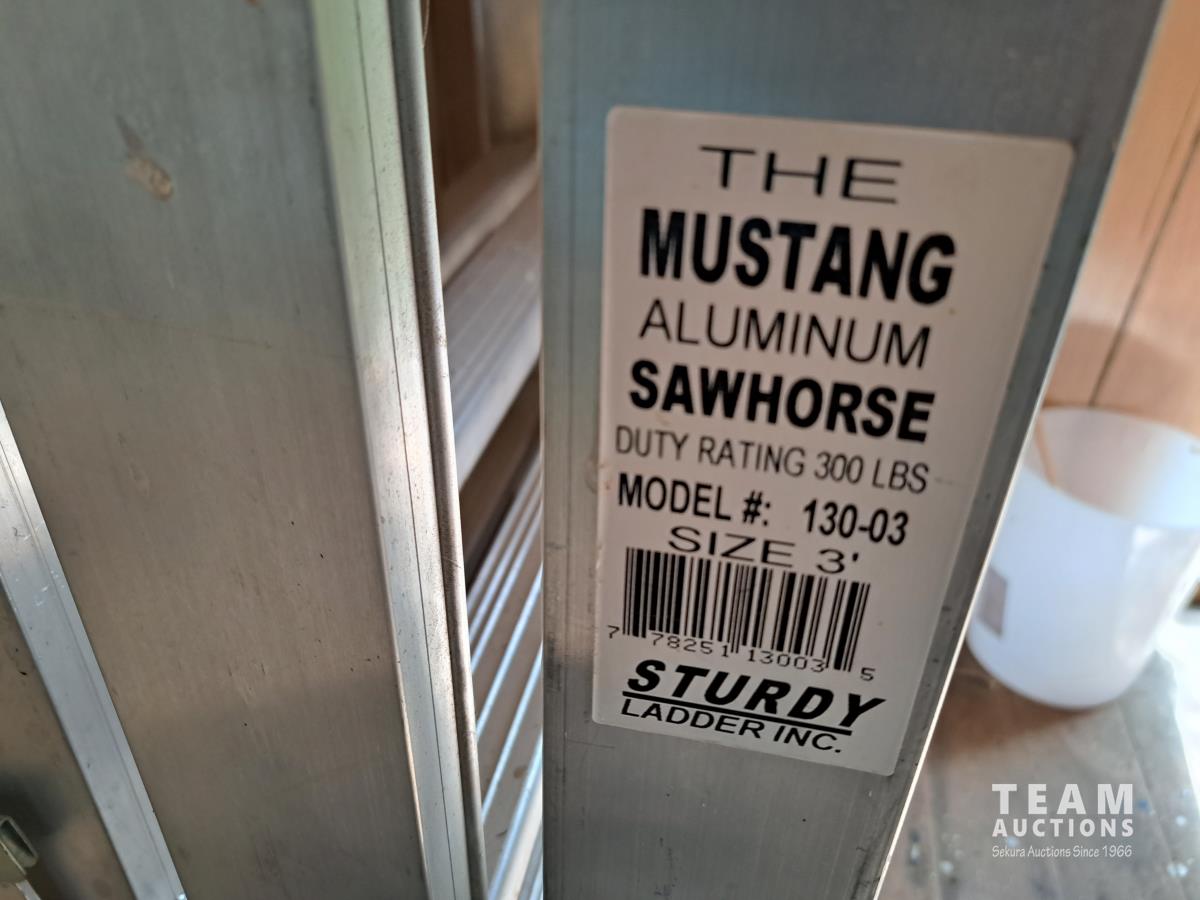 THE
MUSTANG
ALUMINUM
SAWHORSE
DUTY RATING 300 LBS
MODEL #: 130-03
SIZE 3'
7 78251 13003 5
STURDY
LADDER INC.
TEAM
AUCTIONS
Sekura Auctions Since 1966